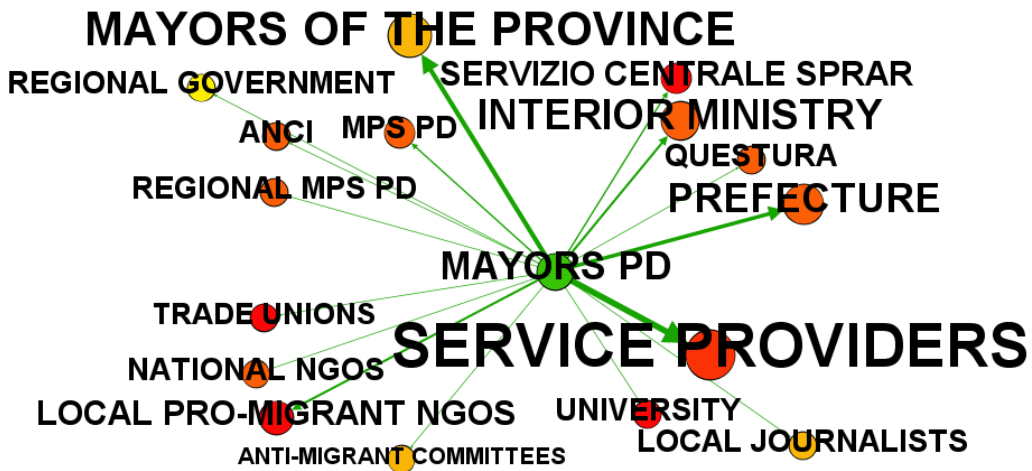 MAYORS OF THE PROVINCE
REGIONAL GOVERNMENT
SERVIZIO CENTRALE SPRAR
ANCI
MPS PD
INTERIOR MINISTRY
QUESTURA
REGIONAL MPS PD
PREFECTURE
MAYORS PD
TRADE UNIONS
SERVICE PROVIDERS
NATIONAL NGOS
LOCAL PRO-MIGRANT NGOS
UNIVERSITY
LOCAL JOURNALISTS
ANTI-MIGRANT COMMITTEES